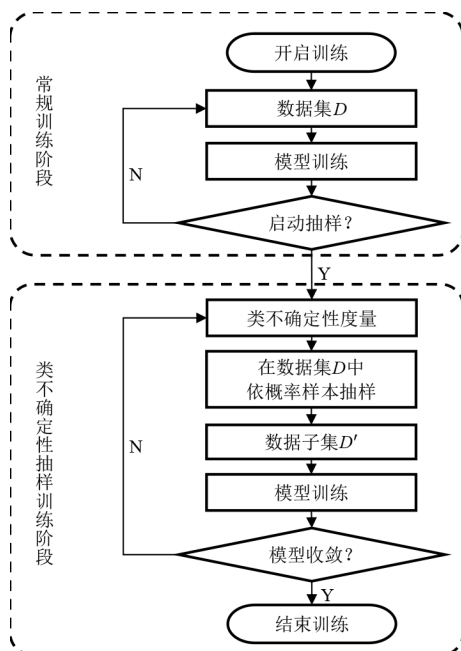 常规训练阶段
开启训练
数据集D
模型训练
N
启动抽样？
Y
类不确定性抽样训练阶段
类不确定性度量
在数据集D中
依概率样本抽样
N
数据子集D′
模型训练
模型收敛？
Y
结束训练